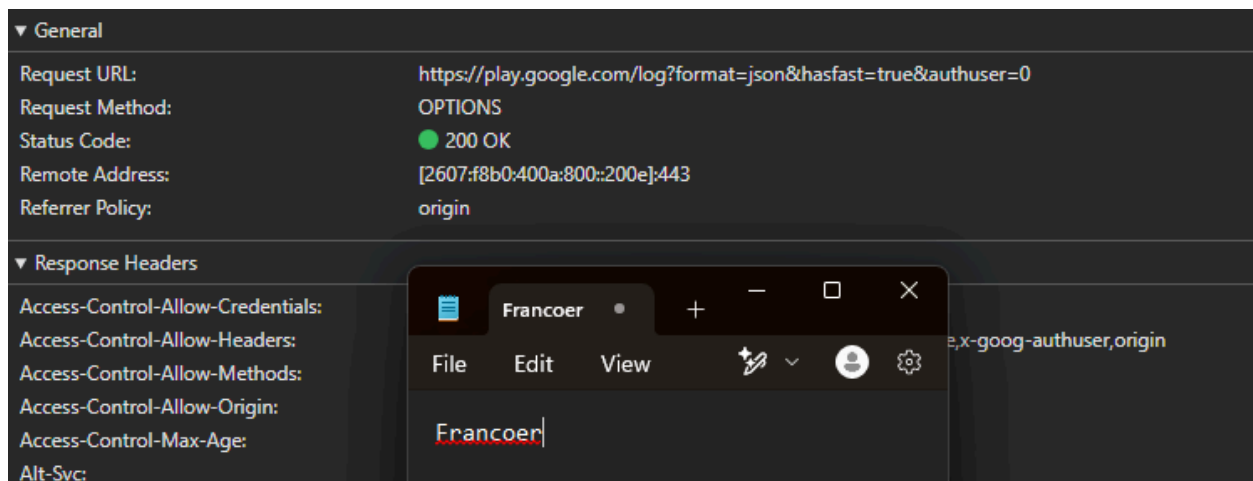 ▼ General
Request URL: https://play.google.com/log?format=json&hasfast=true&authuser=0
Request Method: OPTIONS
Status Code: 200 OK
Remote Address: [2607:f8b0:400a:800::200e]:443
Referrer Policy: origin
▼ Response Headers
Access-Control-Allow-Credentials:
Access-Control-Allow-Headers: e,x-goog-authuser,origin
Access-Control-Allow-Methods:
Access-Control-Allow-Origin:
Access-Control-Max-Age:
Alt-Svc:
Francoer
File Edit View
Francoer